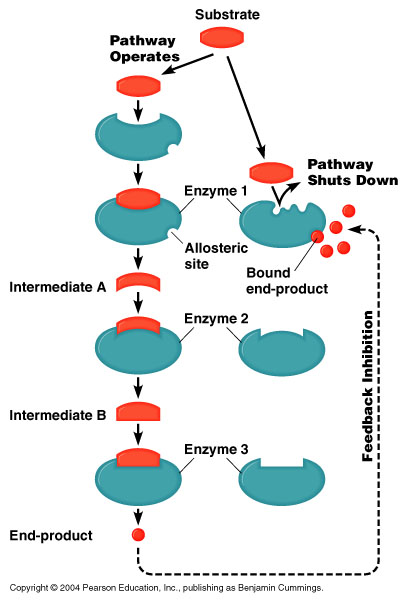 Substrate
Pathway
Operates
Pathway
Shuts Down
Enzyme 1
Allosteric
site
Bound
end-product
Intermediate A
Enzyme 2
Feedback Inhibition
Intermediate B
Enzyme 3
End-product
Copyright © 2004 Pearson Education, Inc., publishing as Benjamin Cummings.